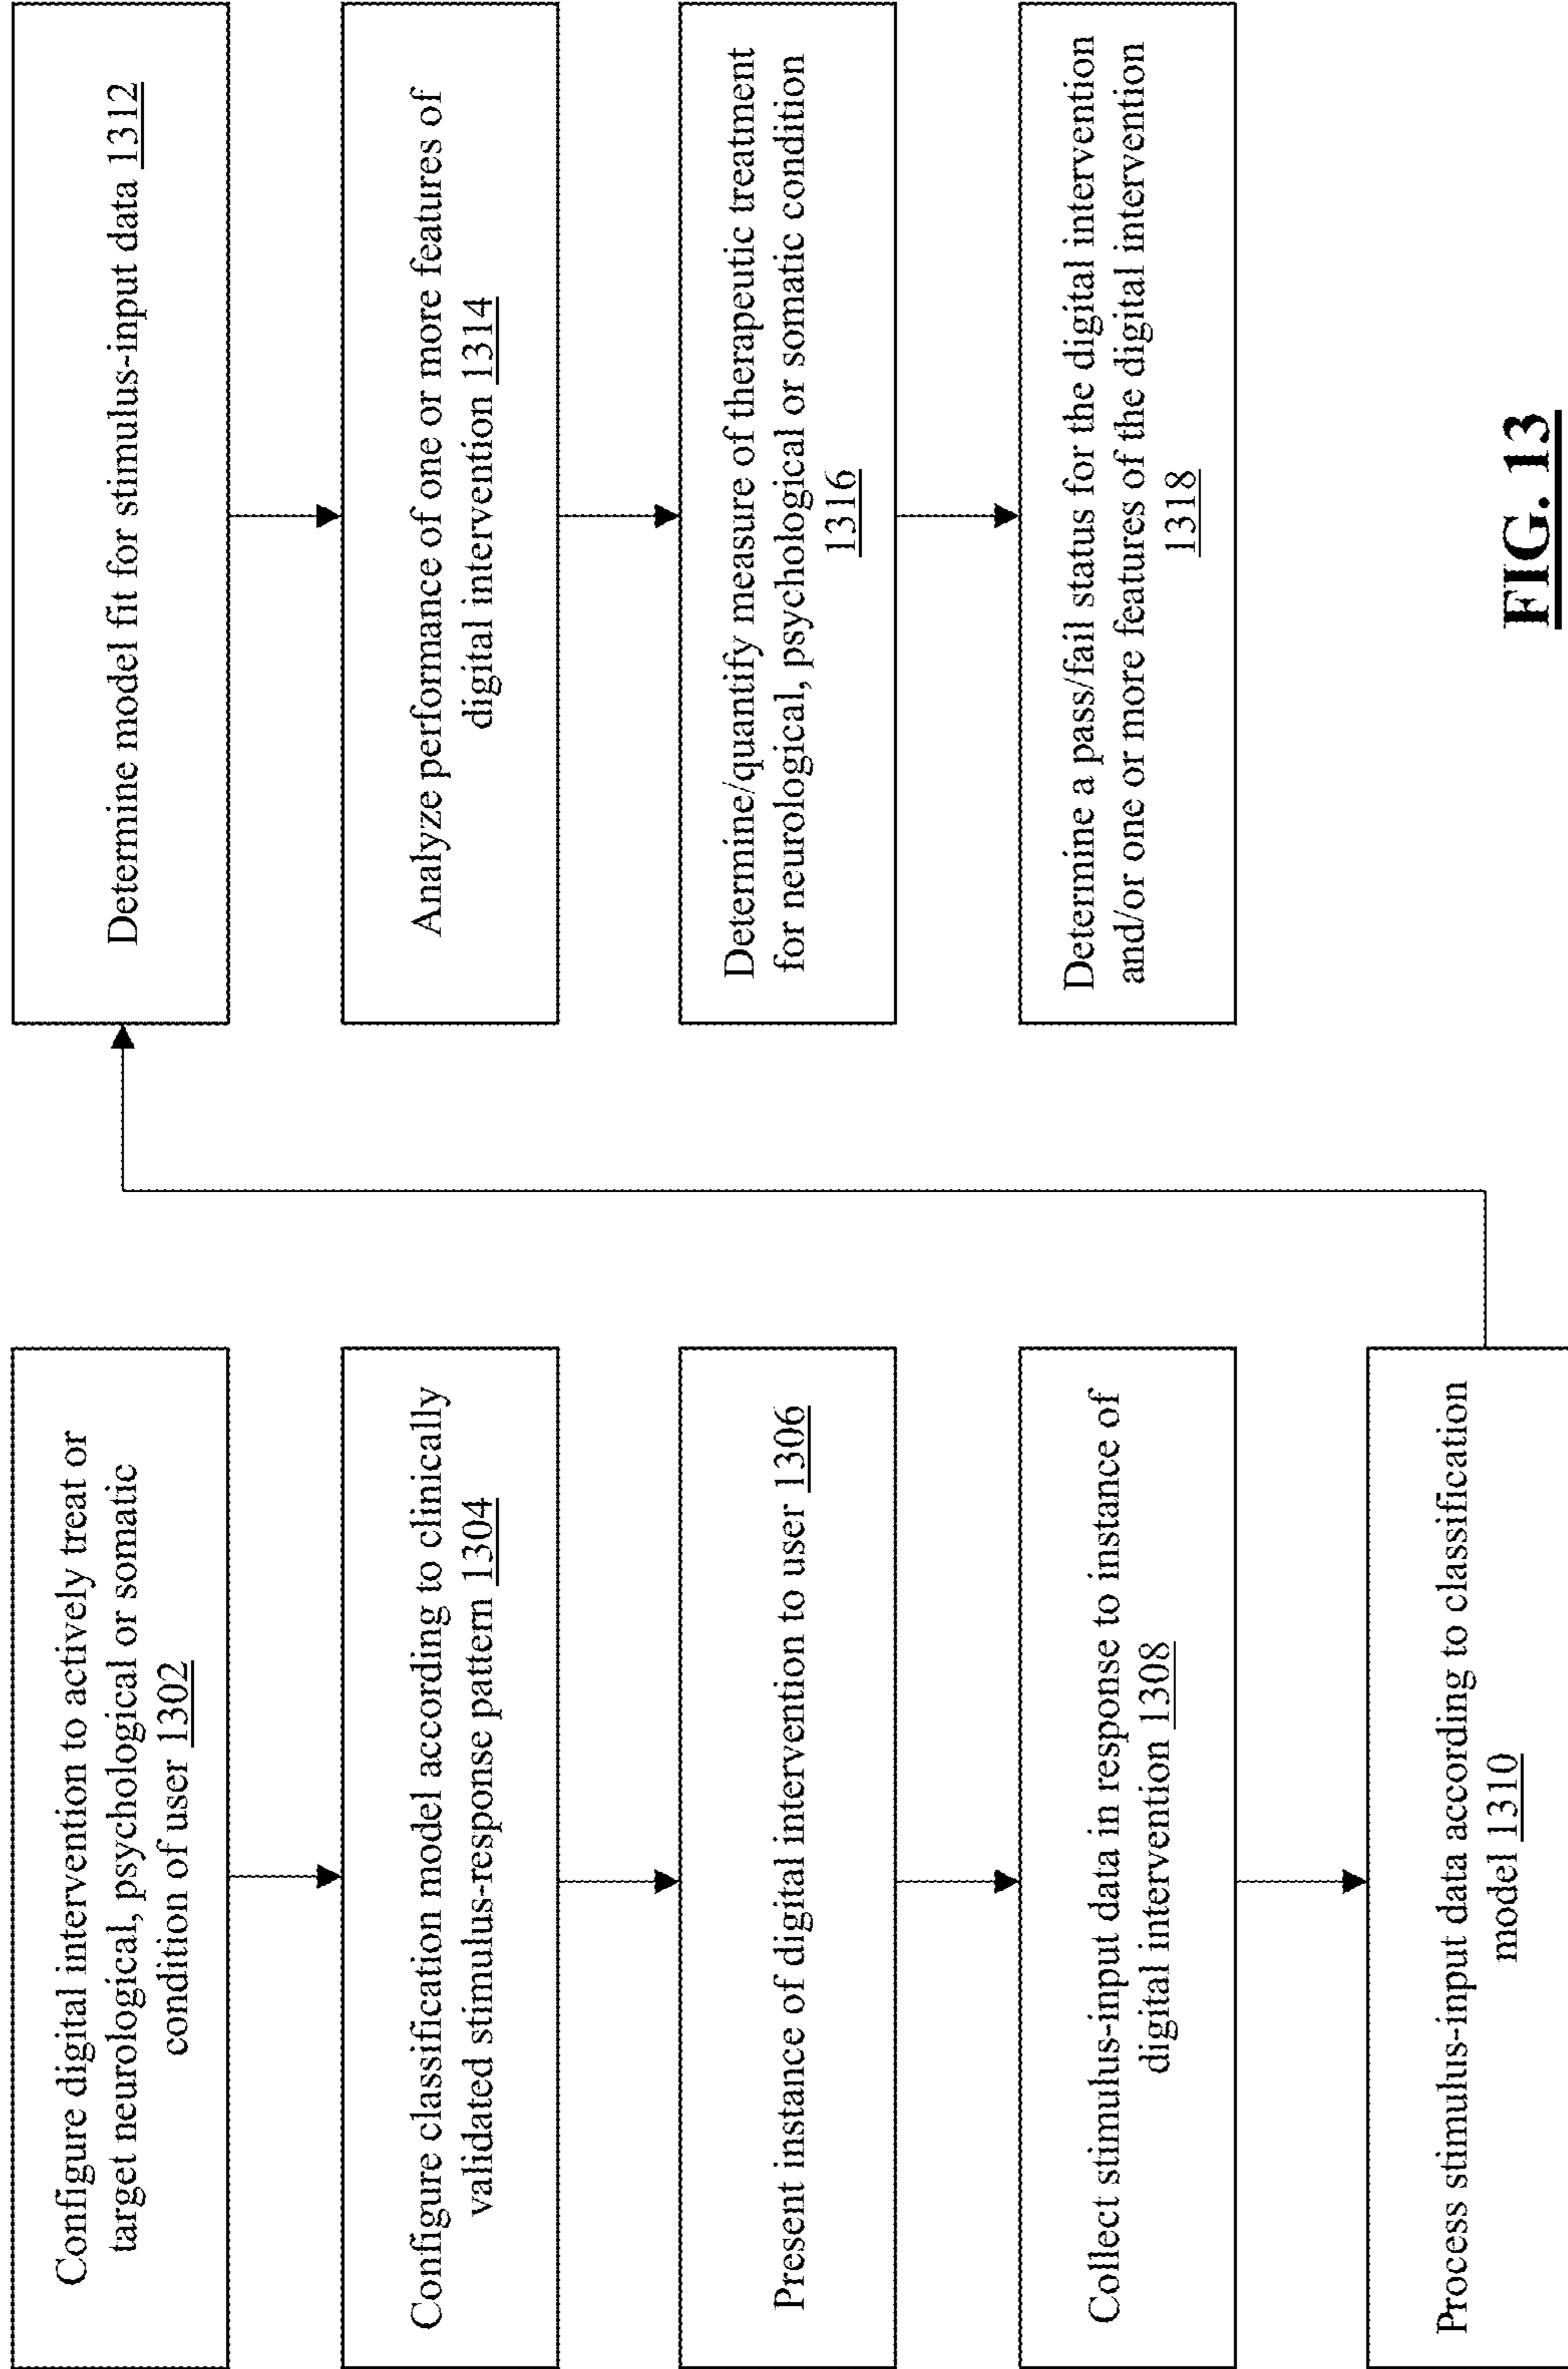 Configure digital intervention to actively treat or
target neurological, psychological or somatic
condition of user 1302
Configure classification model according to clinically
validated stimulus-response pattern 1304
Present instance of digital intervention to user 1306
Collect stimulus-input data in response to instance of
digital intervention 1308
Process stimulus-input data according to classification
model 1310
Determine model fit for stimulus-input data 1312
Analyze performance of one or more features of
digital intervention 1314
Determine/quantify measure of therapeutic treatment
for neurological, psychological or somatic condition
1316
Determine a pass/fail status for the digital intervention
and/or one or more features of the digital intervention
1318
FIG. 13